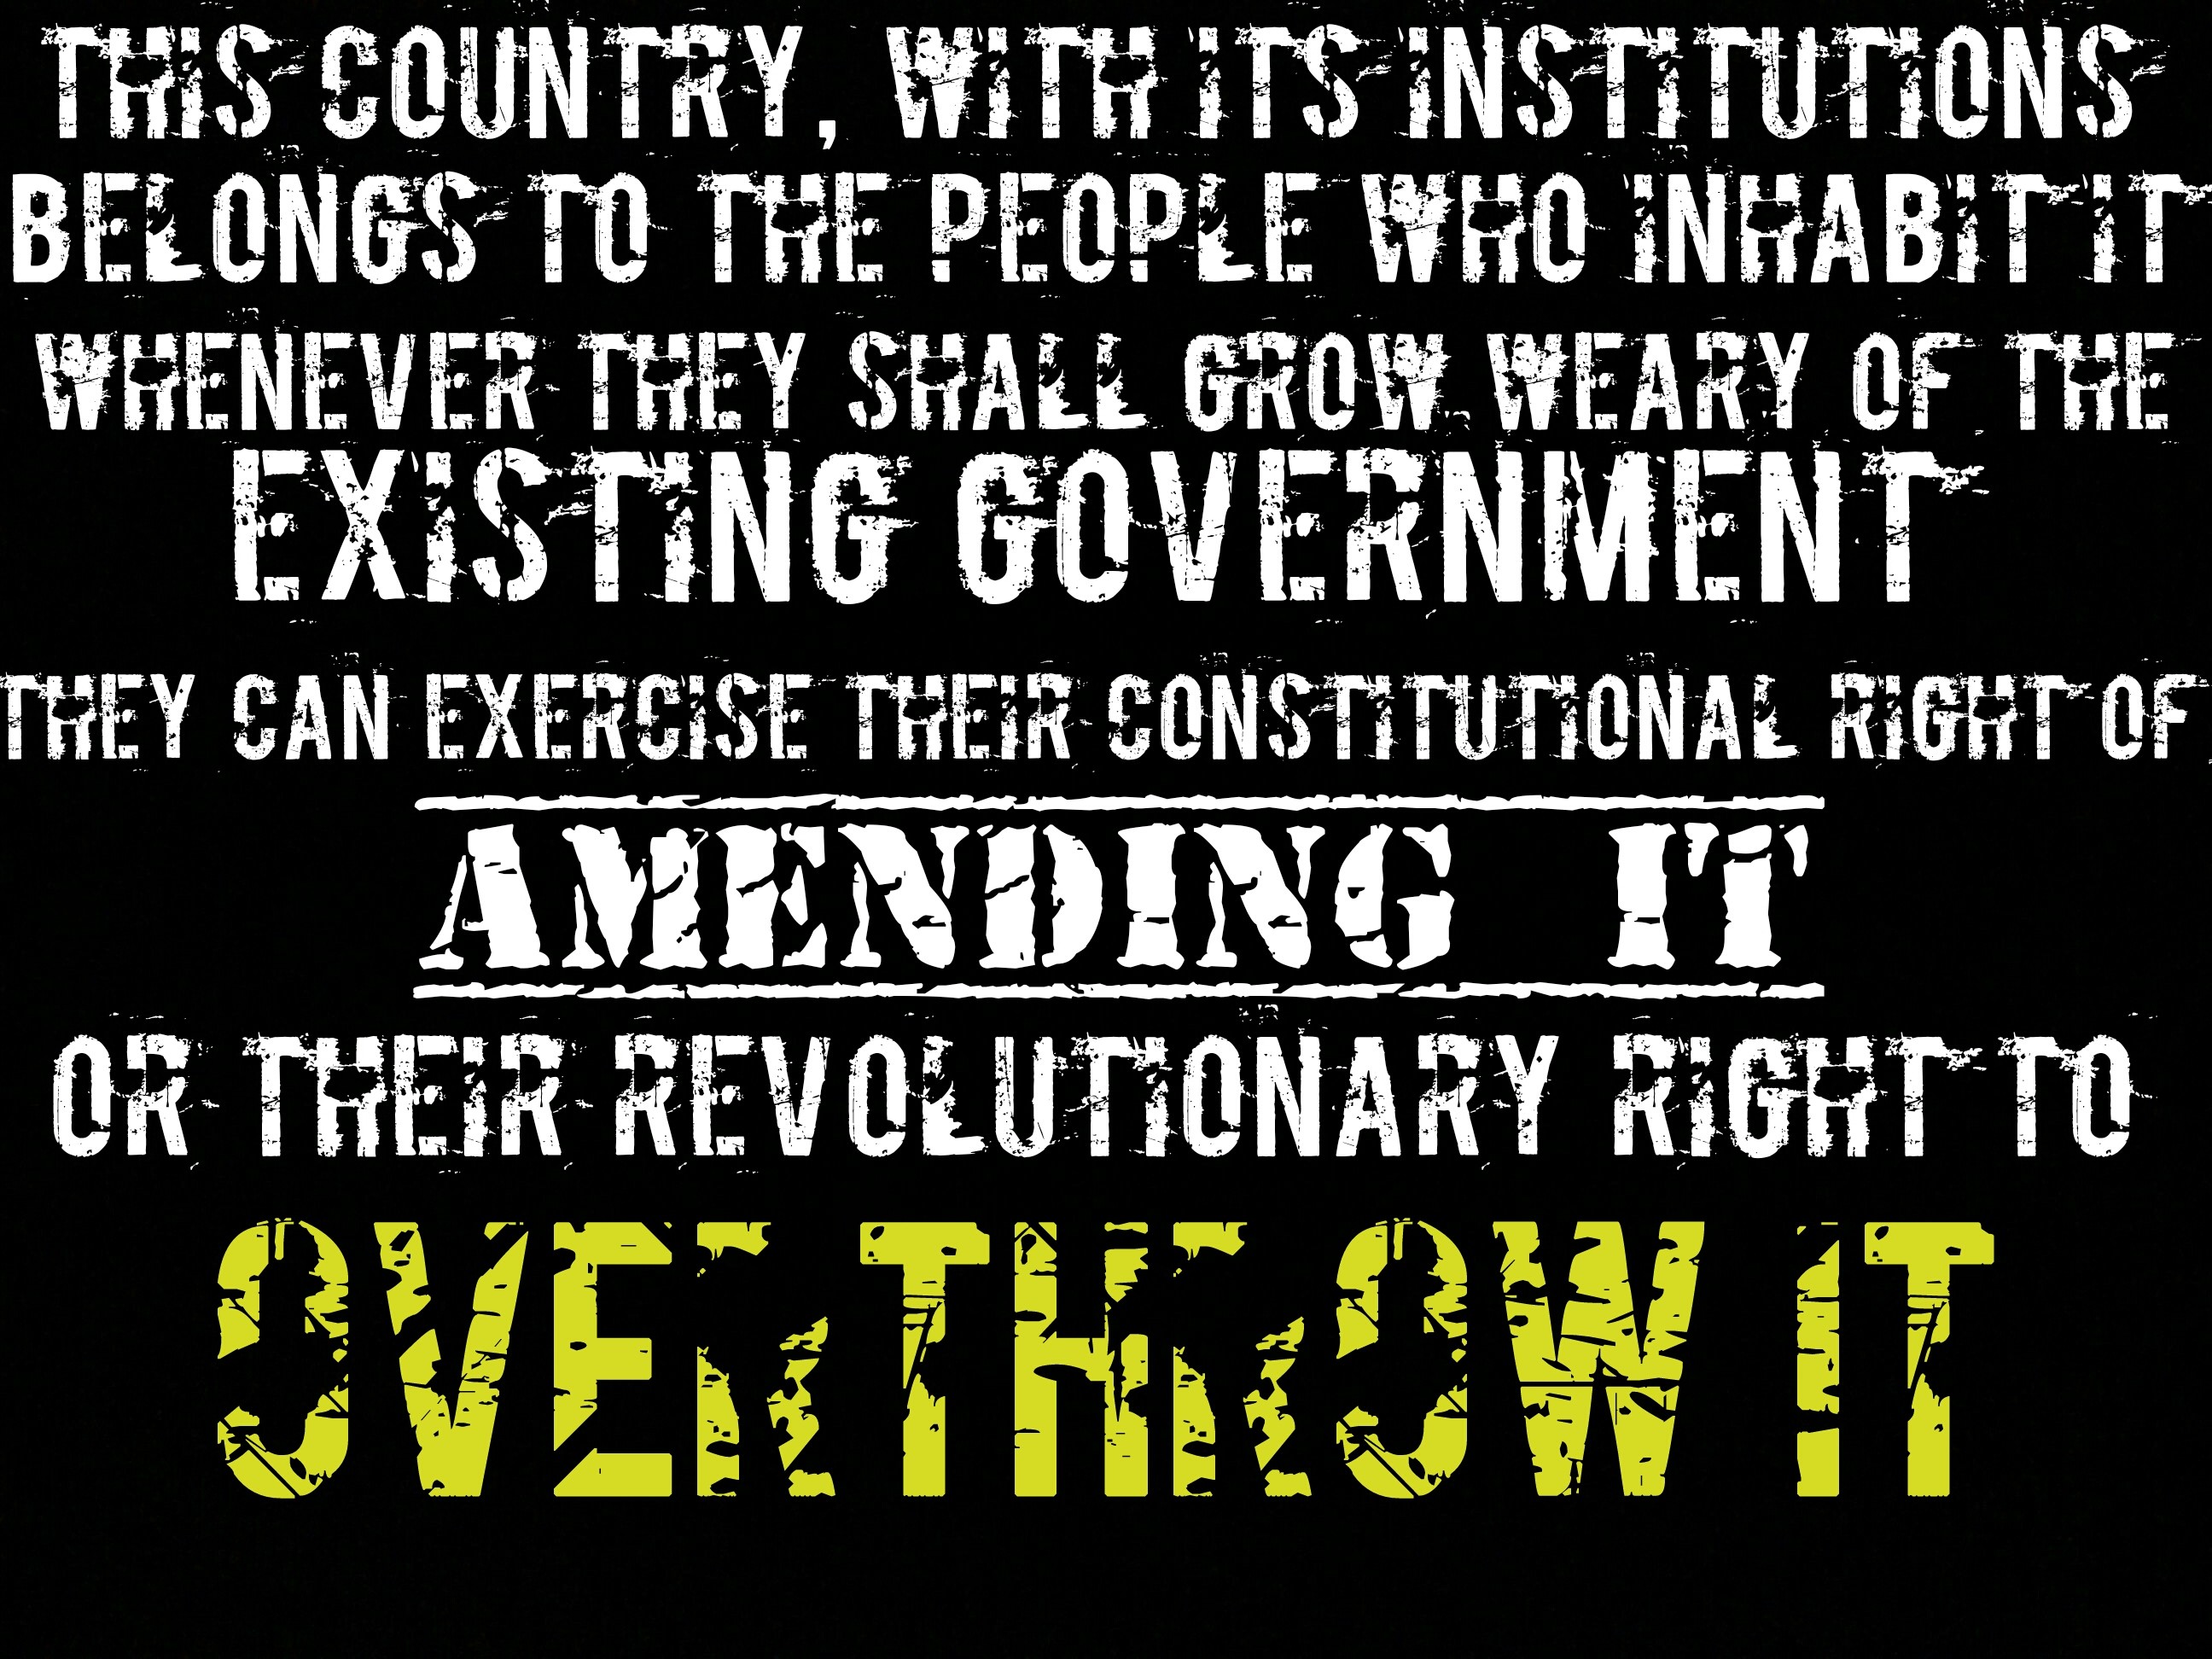 THIS COUNTRY, WITH ITS INSTITUTIONS
BELONGS TO THE PEOPLE WHO INHABIT IT
WHENEVER THEY SHALL GROW WEARY OF THE
EXISTING GOVERNMENT
THEY CAN EXERCISE THEIR CONSTITUTIONAL RIGHT OF
AMENDING IT
OR THEIR REVOLUTIONARY RIGHT TO
OVERTHROW IT